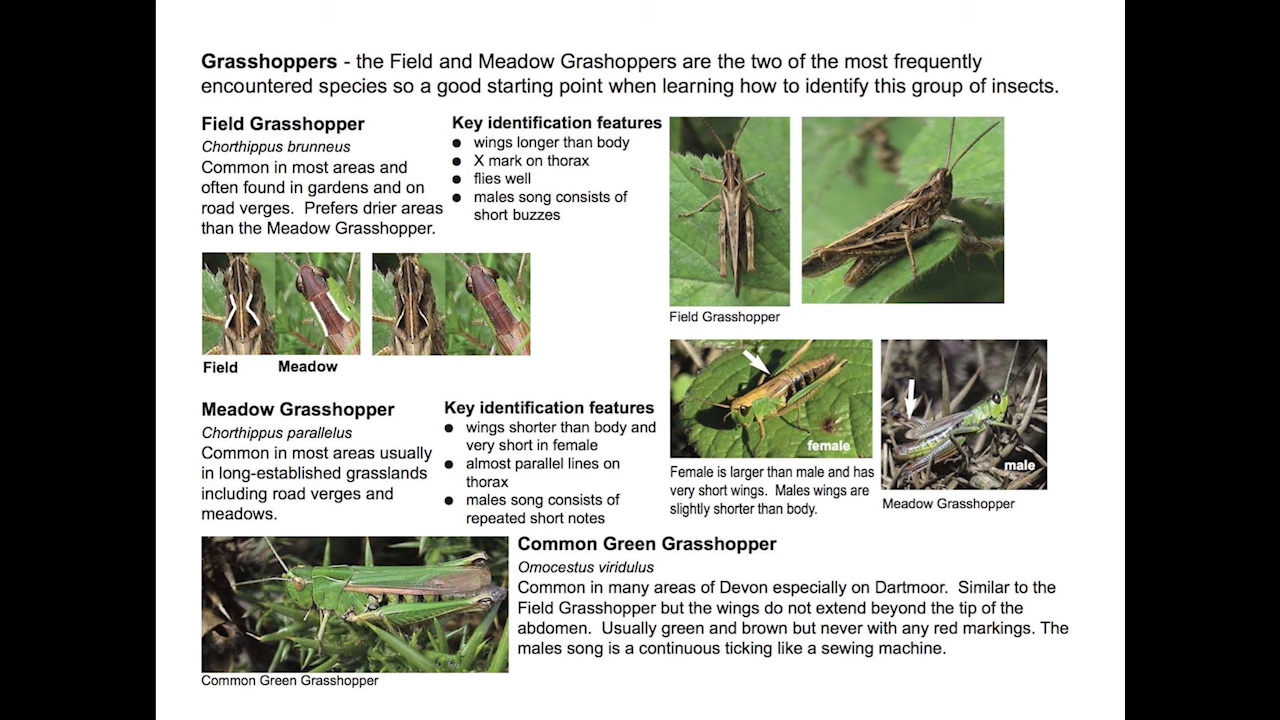 Grasshoppers - the Field and Meadow Grashoppers are the two of the most frequently
encountered species so a good starting point when learning how to identify this group of insects.
Field Grasshopper
Chorthippus brunneus
Common in most areas and
often found in gardens and on
road verges. Prefers drier areas
than the Meadow Grasshopper.
Key identification features
● wings longer than body
● X mark on thorax
● flies well
● males song consists of
short buzzes
Field Grasshopper
Field
Meadow
Meadow Grasshopper
Chorthippus parallelus
Common in most areas usually
in long-established grasslands
including road verges and
meadows.
Key identification features
● wings shorter than body and
very short in female
● almost parallel lines on
thorax
● males song consists of
repeated short notes
female
Female is larger than male and has
very short wings. Males wings are
slightly shorter than body.
male
Meadow Grasshopper
Common Green Grasshopper
Omocestus viridulus
Common in many areas of Devon especially on Dartmoor. Similar to the
Field Grasshopper but the wings do not extend beyond the tip of the
abdomen. Usually green and brown but never with any red markings. The
males song is a continuous ticking like a sewing machine.
Common Green Grasshopper